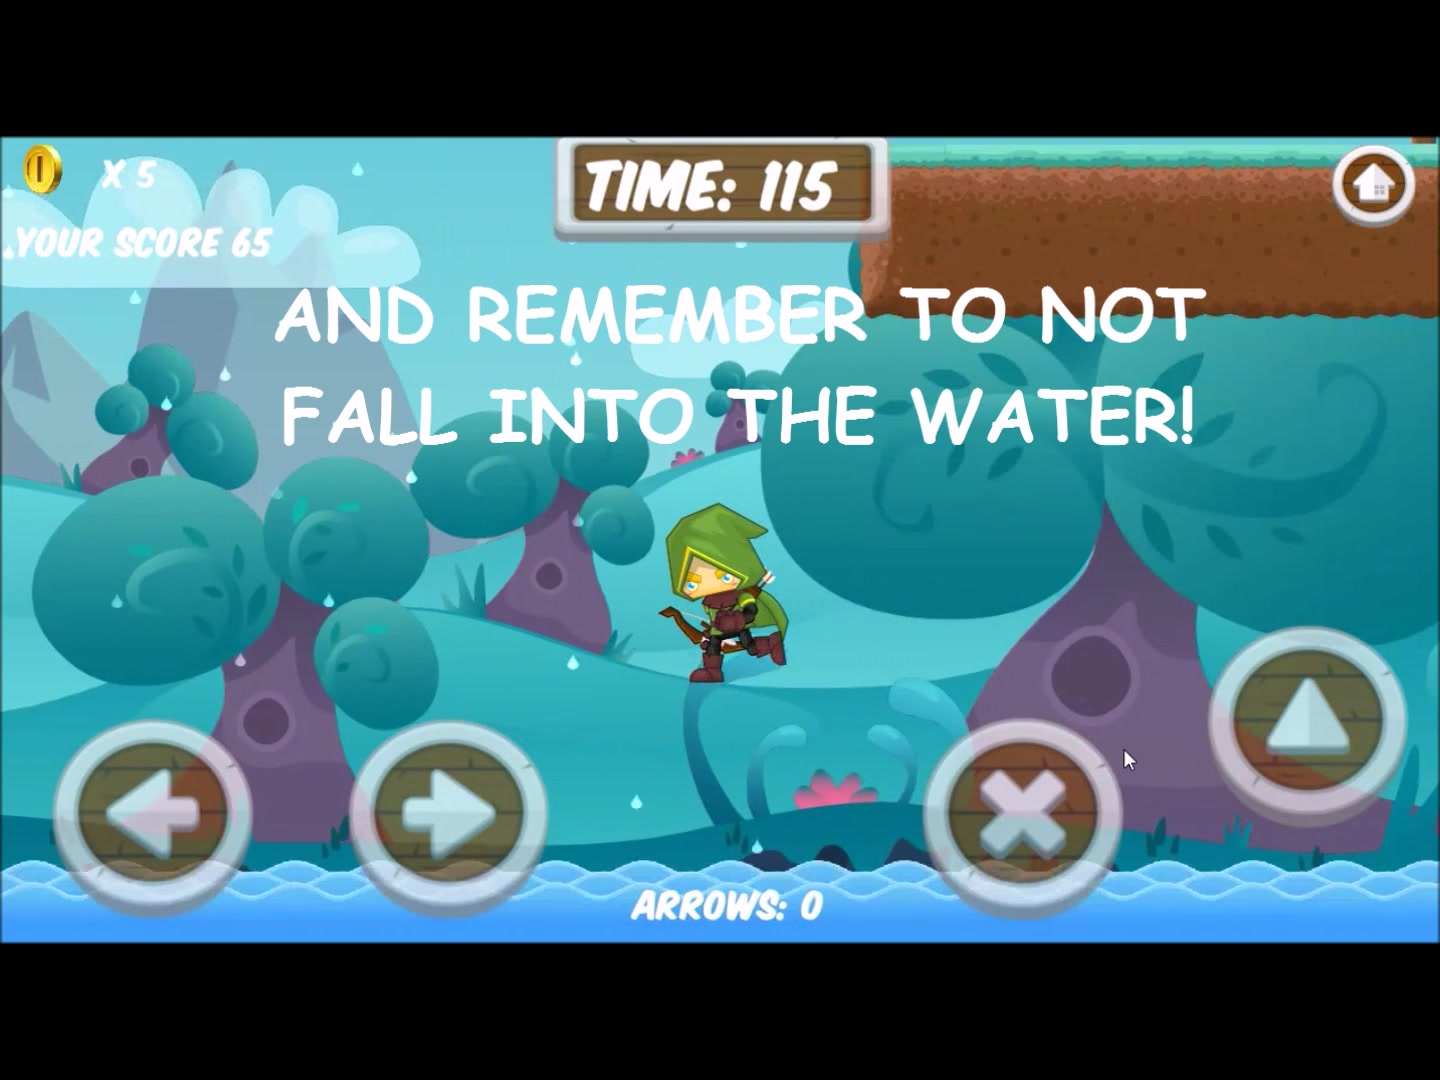 X 5
TIME: 115
YOUR SCORE 65
AND REMEMBER TO NOT
FALL INTO THE WATER!
ARROWS: 0